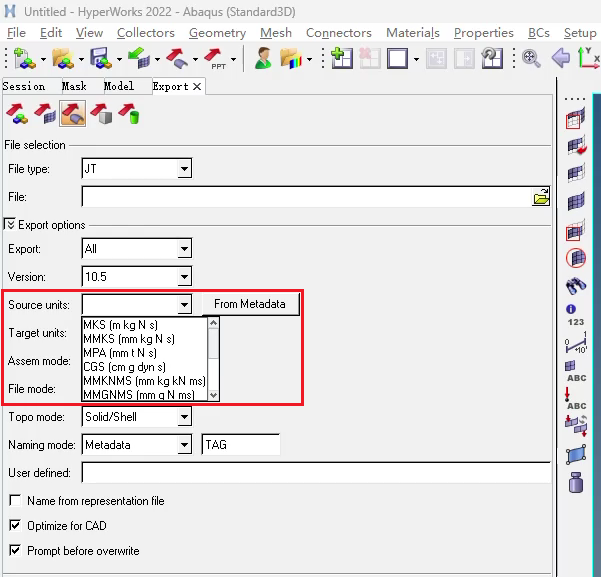 Untitled - HyperWorks 2022 - Abaqus (Standard3D)
File Edit View Collectors Geometry Mesh Connectors Materials Properties BCs Setup
PPT
Session Mask Model Export
File selection
File type: JT
File:
Export options
Export: All
Version: 10.5
Source units: From Metadata
MKS (m kg N s)
Target units: MMKS (mm kg N s)
MPA (mm t N s)
Assem mode: CGS (cm g dyn s)
MMKNMS (mm kg kN ms)
File mode: MMGNMS (mm g N ms)
Topo mode: Solid/Shell
Naming mode: Metadata TAG
User defined:
Name from representation file
Optimize for CAD
Prompt before overwrite
123
+10'
ABC
ABC